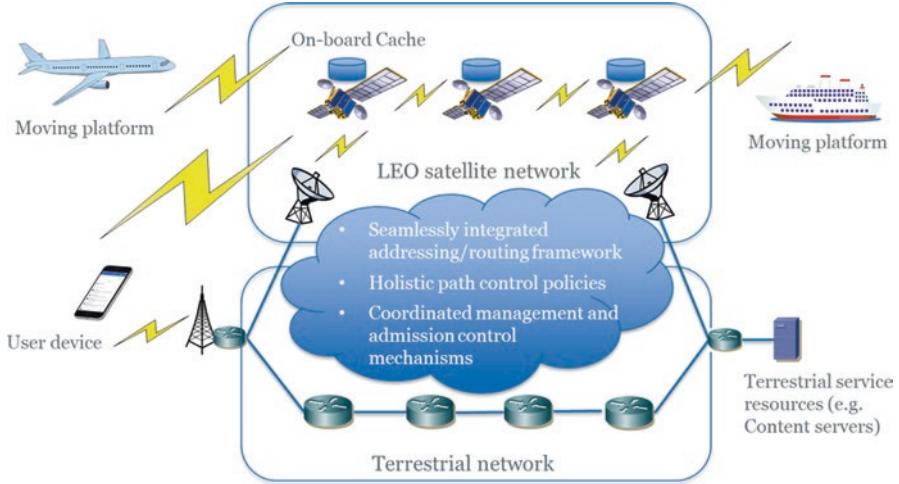 On-board Cache
Moving platform
Moving platform
LEO satellite network
• Seamlessly integrated
addressing/routing framework
• Holistic path control policies
• Coordinated management and
admission control
mechanisms
User device
Terrestrial service
resources (e.g.
Content servers)
Terrestrial network